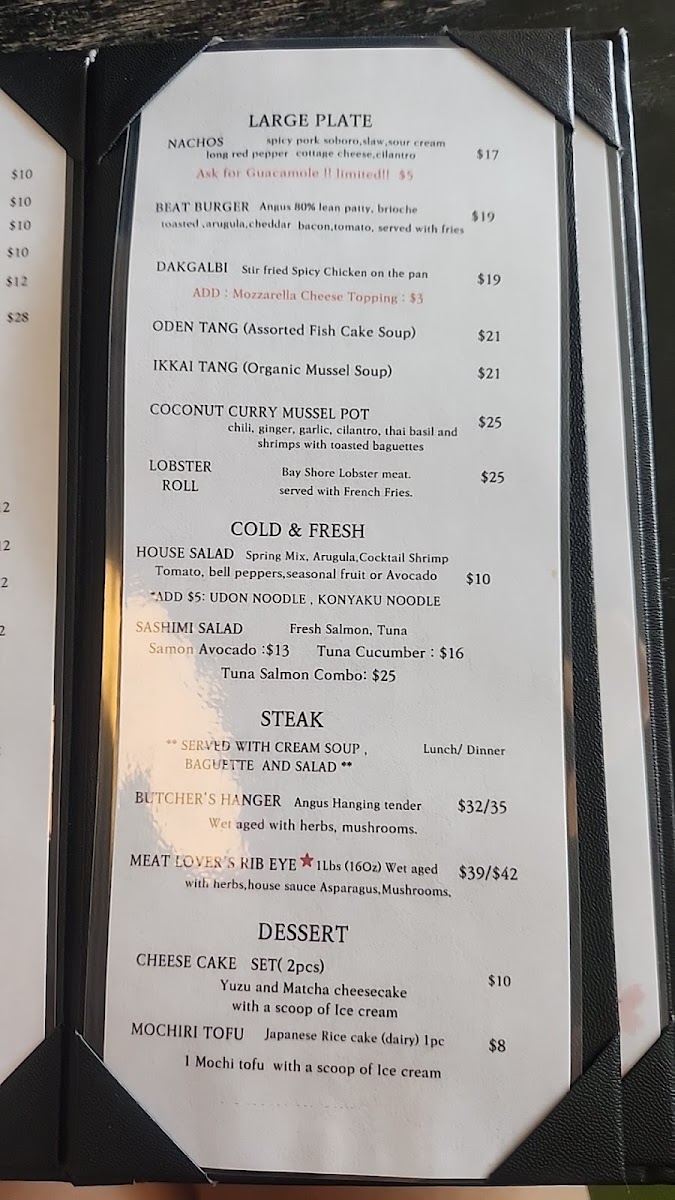 $10
$10
$10
$10
$12
$28
12
12
2
2
LARGE PLATE
NACHOS spicy pork soboro,slaw,sour cream
long red pepper cottage cheese,cilantro $17
Ask for Guacamole !! limited!! $5
BEAT BURGER Angus 80% lean patty, brioche $19
toasted ,arugula,cheddar bacon,tomato, served with fries
DAKGALBI Stir fried Spicy Chicken on the pan $19
ADD : Mozzarella Cheese Topping : $3
ODEN TANG (Assorted Fish Cake Soup) $21
IKKAI TANG (Organic Mussel Soup) $21
COCONUT CURRY MUSSEL POT $25
chili, ginger, garlic, cilantro, thai basil and
shrimps with toasted baguettes
LOBSTER Bay Shore Lobster meat. $25
ROLL served with French Fries.
COLD & FRESH
HOUSE SALAD Spring Mix, Arugula,Cocktail Shrimp
Tomato, bell peppers,seasonal fruit or Avocado $10
*ADD $5: UDON NOODLE , KONYAKU NOODLE
SASHIMI SALAD Fresh Salmon, Tuna
Samon Avocado :$13 Tuna Cucumber : $16
Tuna Salmon Combo: $25
STEAK
** SERVED WITH CREAM SOUP , Lunch/ Dinner
BAGUETTE AND SALAD **
BUTCHER'S HANGER Angus Hanging tender $32/35
Wet aged with herbs, mushrooms.
MEAT LOVER'S RIB EYE ★ 1Lbs (16Oz) Wet aged $39/$42
with herbs,house sauce Asparagus,Mushrooms,
DESSERT
CHEESE CAKE SET( 2pcs) $10
Yuzu and Matcha cheesecake
with a scoop of Ice cream
MOCHIRI TOFU Japanese Rice cake (dairy) 1pc $8
1 Mochi tofu with a scoop of Ice cream